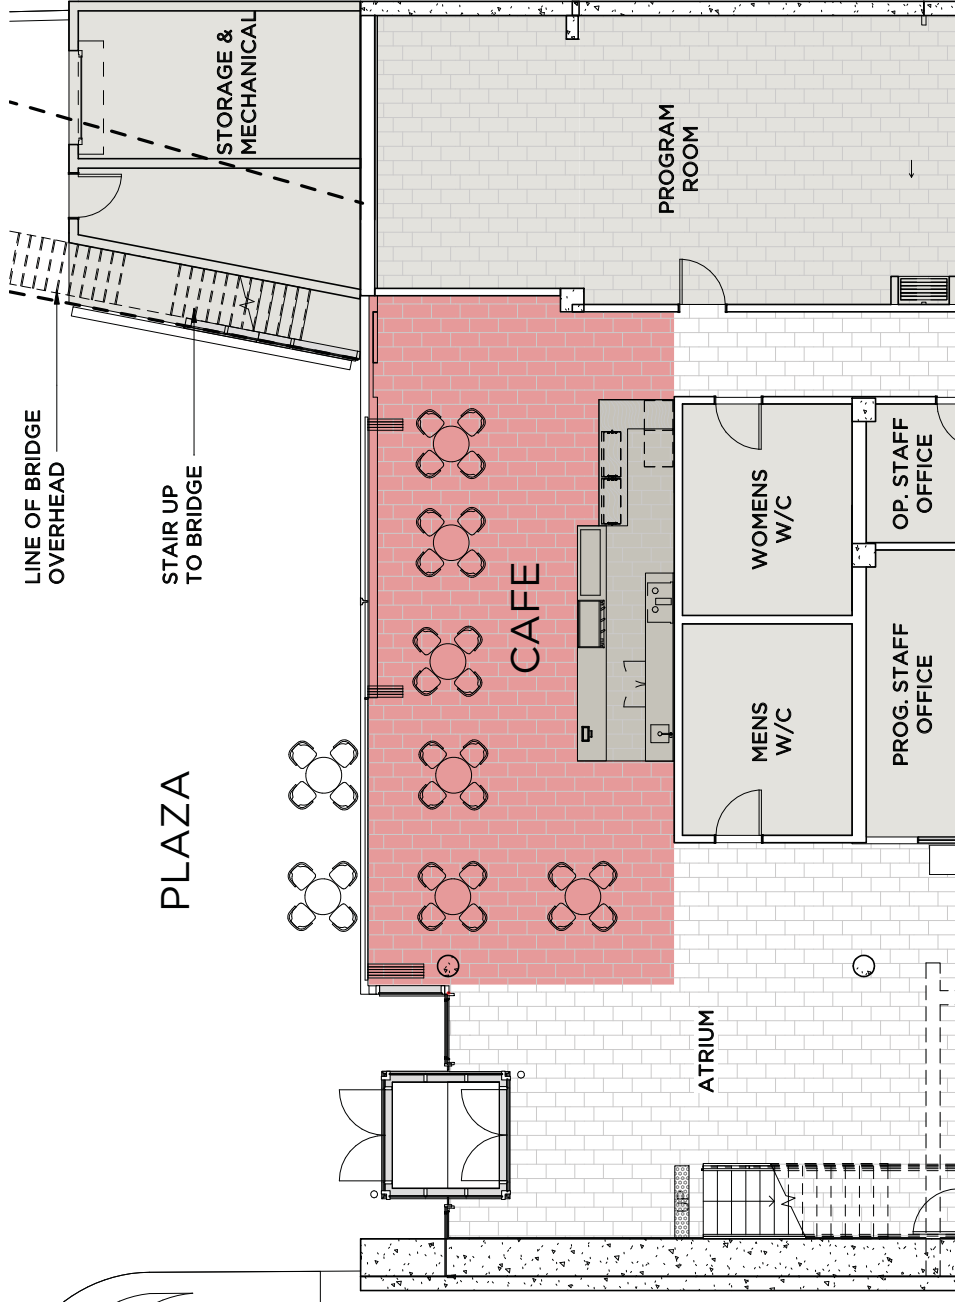 STORAGE &
MECHANICAL
PROGRAM
ROOM
LINE OF BRIDGE
OVERHEAD
STAIR UP
TO BRIDGE
CAFE
WOMENS
W/C
OP. STAFF
OFFICE
MENS
W/C
PROG. STAFF
OFFICE
PLAZA
ATRIUM
UP